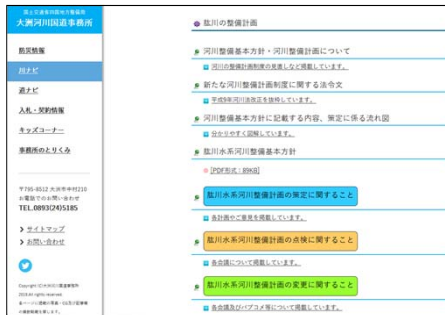 国土交通省四国地方整備局
大洲河川国道事務所
防災情報
川ナビ
道ナビ
入札・契約情報
キッズコーナー
事務所のとりくみ
〒795-8512 大洲市中村210
お電話でのお問い合わせ
TEL.0893(24)5185
サイトマップ
お問い合わせ
Copyright (C)大洲河川国道事務所
2018 All rights reserved.
肱川の整備計画
河川整備基本方針・河川整備計画について
河川の整備計画制度の見直しなど掲載しています。
新たな河川整備計画制度に関する法令文
平成9年河川法改正を抜粋しています。
河川整備基本方針に記載する内容、策定に係る流れ図
分かりやすく図解しています。
肱川水系河川整備基本方針
肱川水系河川整備計画の策定に関すること
各計画やご意見を掲載しています。
肱川水系河川整備計画の点検に関すること
各会議について掲載しています。
肱川水系河川整備計画の変更に関すること
各会議及びパブコメ等について掲載しています。